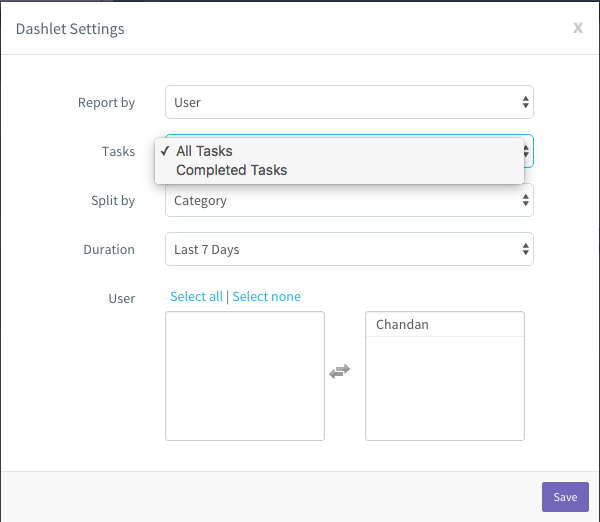 Dashlet Settings
X
Report by User
Tasks
✓ All Tasks
Completed Tasks
Split by Category
Duration Last 7 Days
User Select all | Select none
Chandan
Save